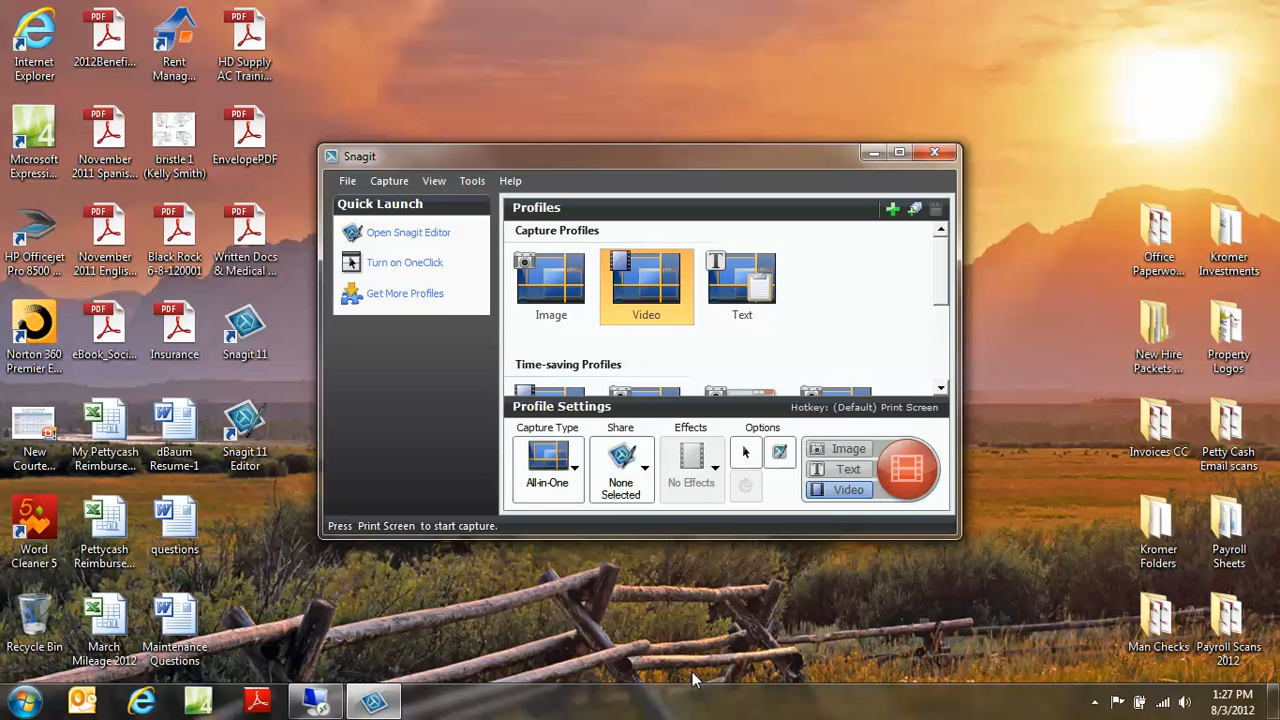 Internet
Explorer
2012Benefi...
Rent
Manag...
HD Supply
AC Traini...
Microsoft
Expressi...
November
2011 Spanis...
bristle 1
(Kelly Smith)
EnvelopePDF
HP Officejet
Pro 8500 ...
November
2011 Englis...
Black Rock
6-8-120001
Written Docs
& Medical ...
Norton 360
Premier E...
eBook_Soci...
Insurance
Snagit 11
New
Courte...
My Pettycash
Reimburse...
dBaum
Resume-1
Snagit 11
Editor
Word
Cleaner 5
Pettycash
Reimburse...
questions
Recycle Bin
March
Mileage 2012
Maintenance
Questions
Snagit
File Capture View Tools Help
Quick Launch
Open Snagit Editor
Turn on OneClick
Get More Profiles
Profiles
Capture Profiles
Image
Video
Text
Time-saving Profiles
Profile Settings
Hotkey: (Default) Print Screen
Capture Type Share Effects Options
All-in-One
None
Selected
No Effects
Image
Text
Video
Press Print Screen to start capture.
Office
Paperwo...
Kromer
Investments
New Hire
Packets ...
Property
Logos
Invoices CC
Petty Cash
Email scans
Kromer
Folders
Payroll
Sheets
Man Checks
Payroll Scans
2012
1:27 PM
8/3/2012